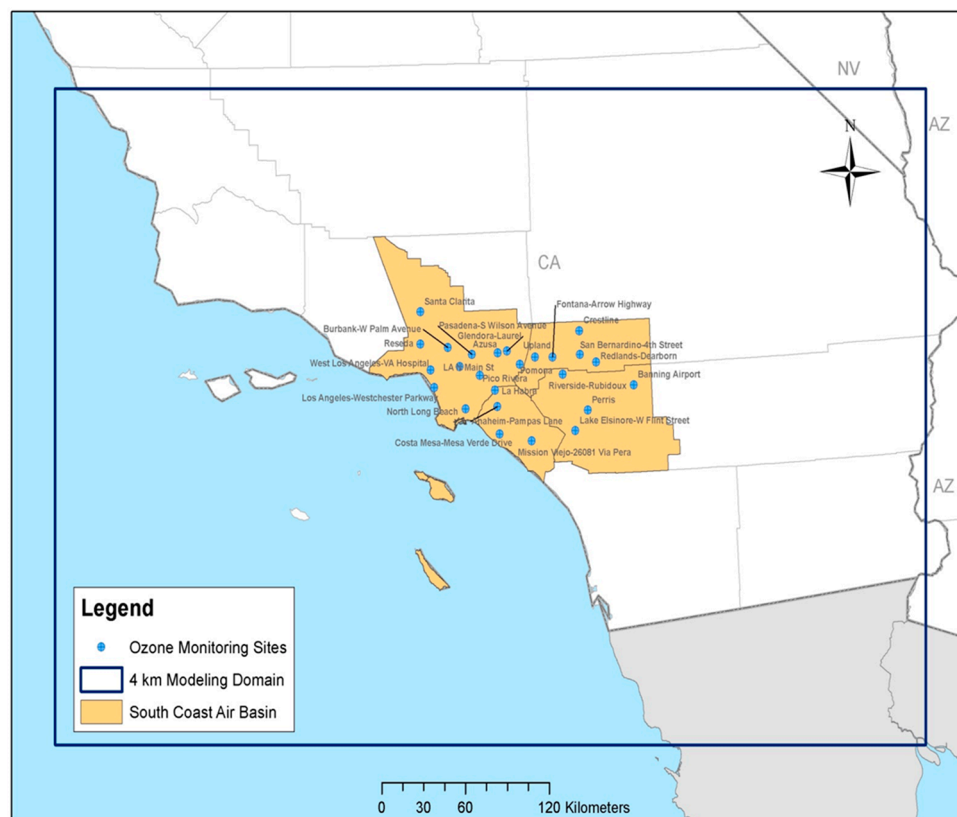 NV
AZ
N
CA
Santa Clarita
Fontana-Arrow Highway
Crestline
Burbank-W Palm Avenue
Pasadena-S Wilson Avenue
Glendora-Laurel
Reseda
Azusa
Upland
San Bernardino-4th Street
Redlands-Dearborn
West Los Angeles-VA Hospital
LA N Main St
Pomona
Banning Airport
Pico Rivera
Riverside-Rubidoux
Los Angeles-Westchester Parkway
La Habra
Perris
North Long Beach
Anaheim-Pampas Lane
Lake Elsinore-W Flint Street
Costa Mesa-Mesa Verde Drive
Mission Viejo-26081 Via Pera
AZ
Legend
Ozone Monitoring Sites
4 km Modeling Domain
South Coast Air Basin
0 30 60 120 Kilometers